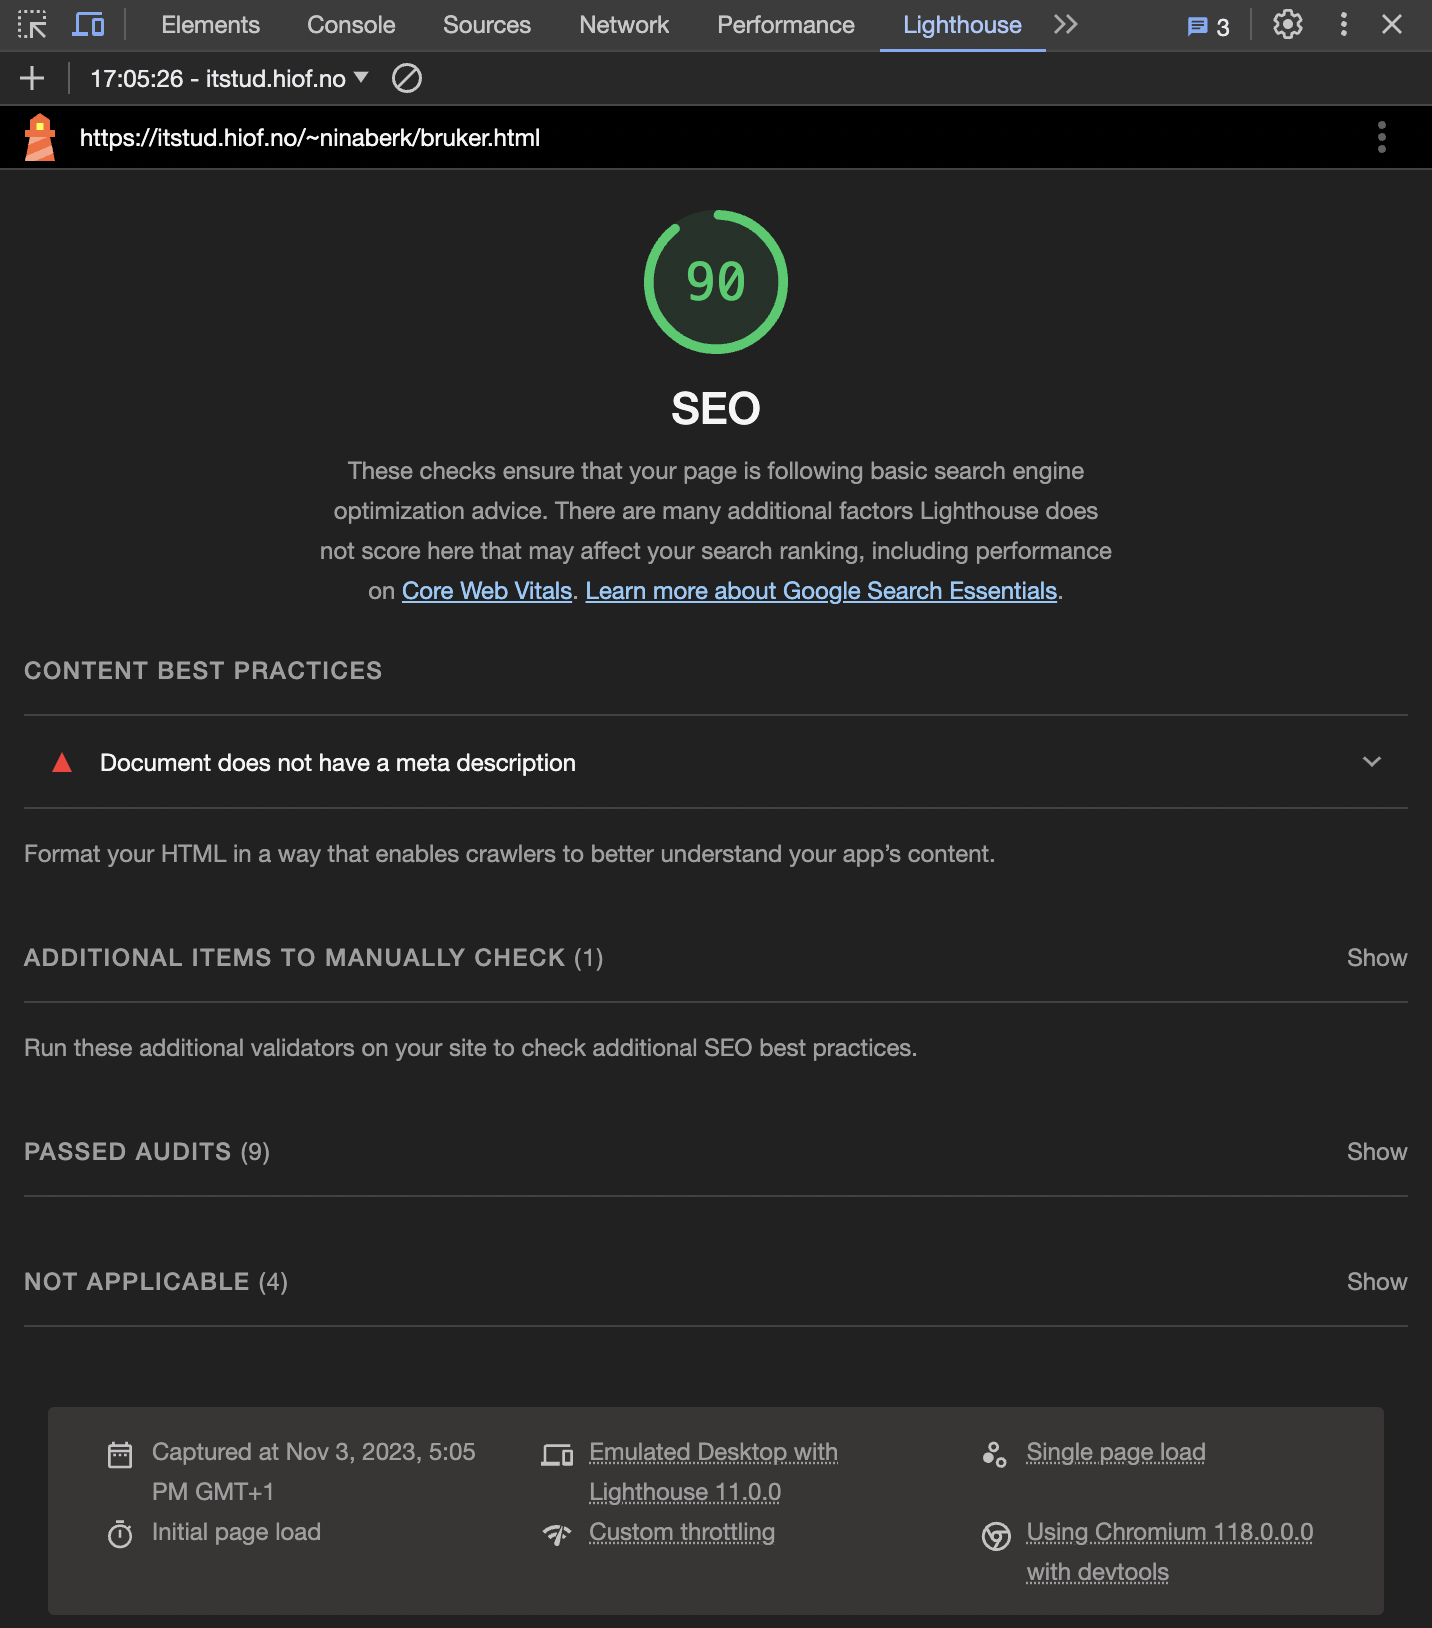 Elements Console Sources Network Performance Lighthouse 3
17:05:26 - itstud.hiof.no
https://itstud.hiof.no/~ninaberk/bruker.html
90
SEO
These checks ensure that your page is following basic search engine
optimization advice. There are many additional factors Lighthouse does
not score here that may affect your search ranking, including performance
on Core Web Vitals. Learn more about Google Search Essentials.
CONTENT BEST PRACTICES
Document does not have a meta description
Format your HTML in a way that enables crawlers to better understand your app’s content.
ADDITIONAL ITEMS TO MANUALLY CHECK (1) Show
Run these additional validators on your site to check additional SEO best practices.
PASSED AUDITS (9) Show
NOT APPLICABLE (4) Show
Captured at Nov 3, 2023, 5:05
PM GMT+1
Emulated Desktop with
Lighthouse 11.0.0
Single page load
Initial page load
Custom throttling
Using Chromium 118.0.0.0
with devtools